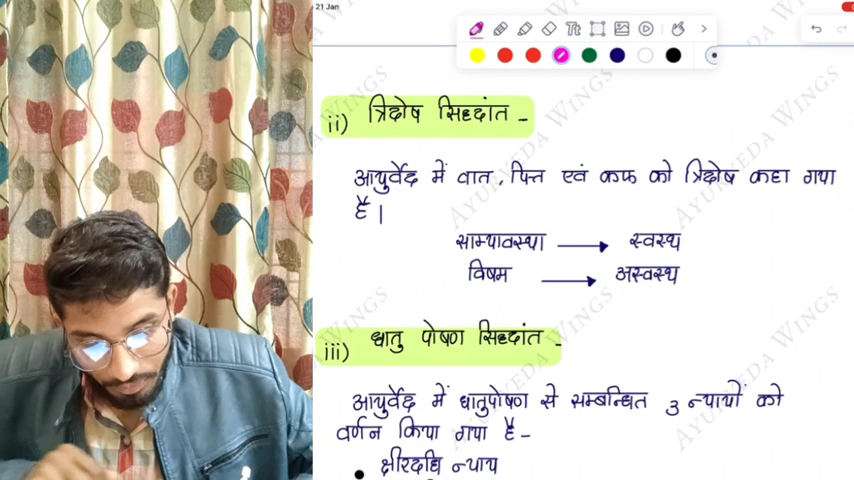 21 Jan
Tt
ii) त्रिदोष सिद्दांत -
आयुर्वेद में वात, पित्त एवं कफ को त्रिदोष कहा गया
है।
साम्यावस्था → स्वस्थ
विषम → अस्वस्थ
iii) धातु पोषण सिद्दांत -
आयुर्वेद में धातुपोषण से सम्बन्धित 3 न्यायों को
वर्णन किया गया है -
• क्षीरदधि न्याय
AYURVEDA WINGS